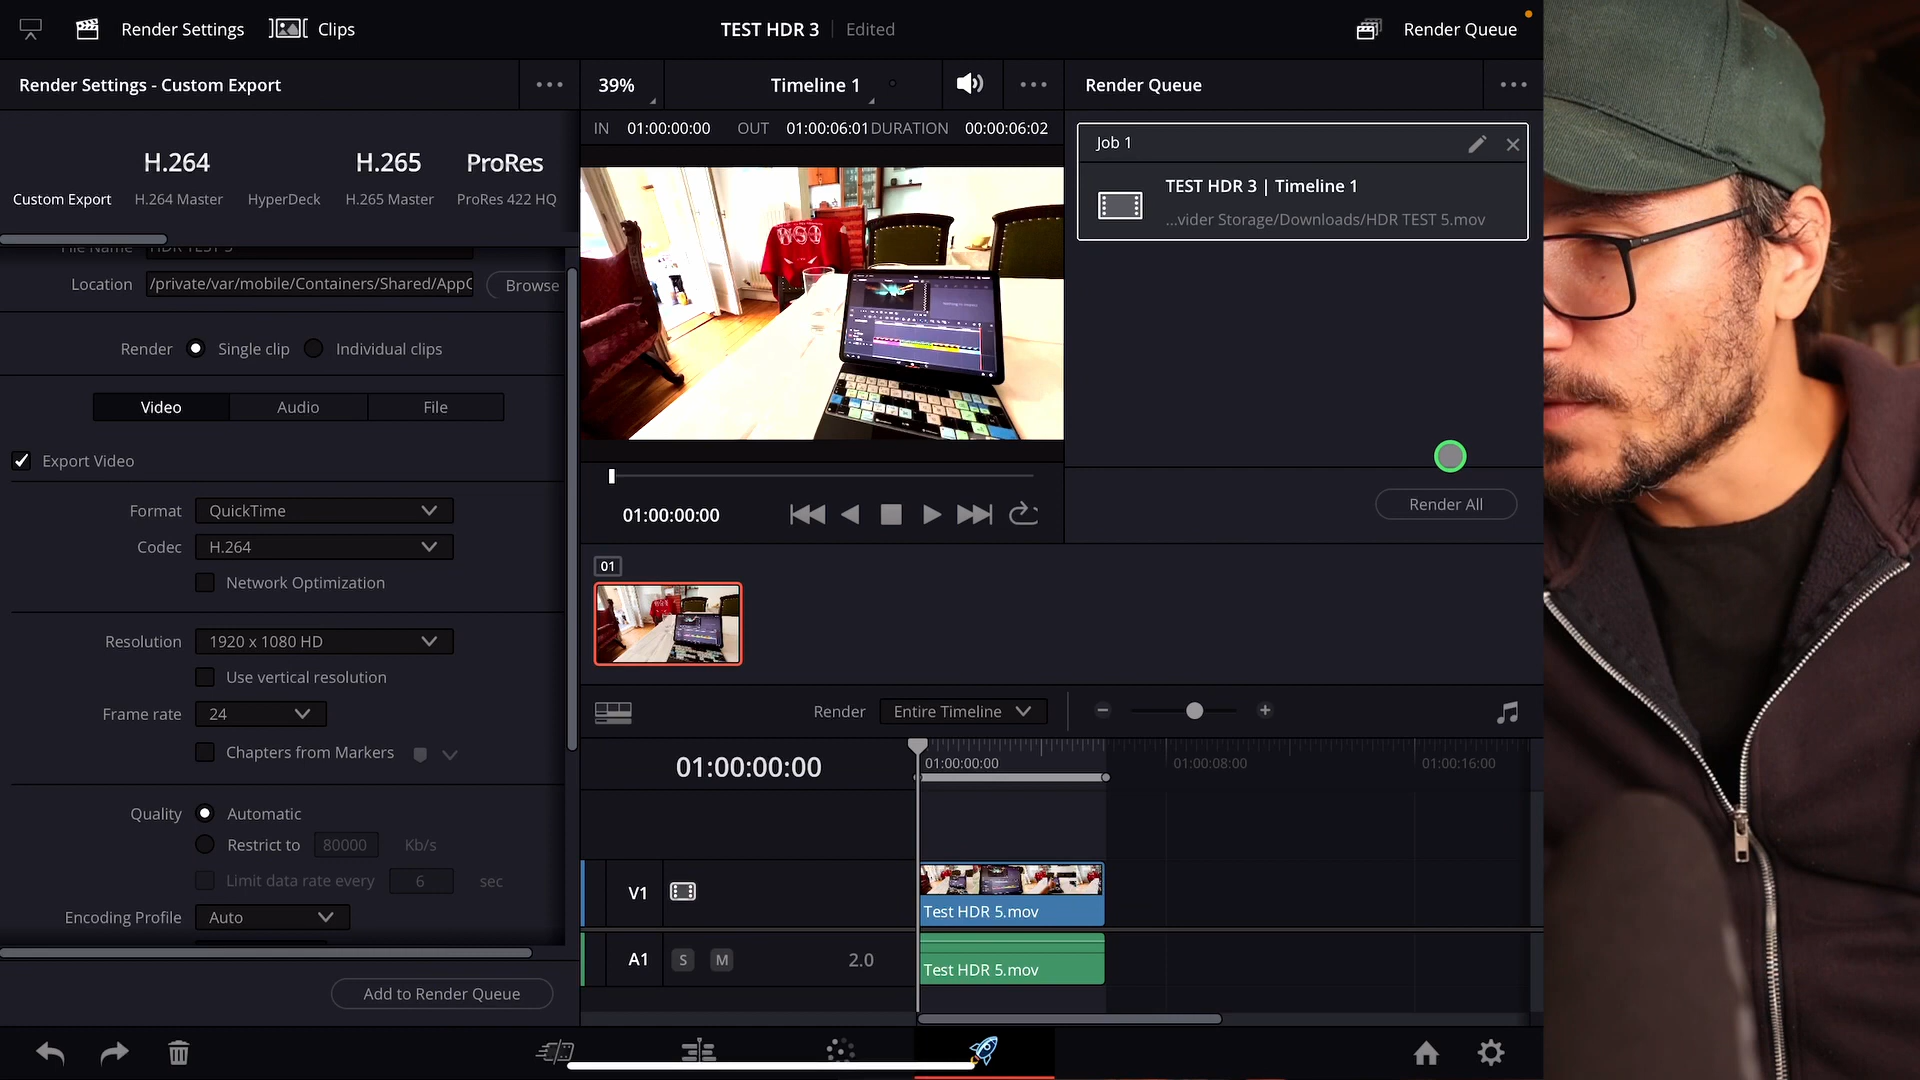 Render Settings
Clips
TEST HDR 3
Edited
Render Queue
Render Settings - Custom Export
39%
Timeline 1
Render Queue
IN 01:00:00:00 OUT 01:00:06:01 DURATION 00:00:06:02
Job 1
TEST HDR 3 | Timeline 1
...vider Storage/Downloads/HDR TEST 5.mov
H.264
H.265
ProRes
Custom Export
H.264 Master
HyperDeck
H.265 Master
ProRes 422 HQ
File Name HDR TEST 5
Location /private/var/mobile/Containers/Shared/AppG
Browse
Render Single clip Individual clips
Video
Audio
File
Export Video
Format QuickTime
Codec H.264
Network Optimization
Resolution 1920 x 1080 HD
Use vertical resolution
Frame rate 24
Chapters from Markers
Quality Automatic
Restrict to 80000 Kb/s
Limit data rate every 6 sec
Encoding Profile Auto
Add to Render Queue
01:00:00:00
Render All
01
Render Entire Timeline
01:00:00:00
01:00:00:00
01:00:08:00
01:00:16:00
V1
Test HDR 5.mov
A1 S M 2.0
Test HDR 5.mov